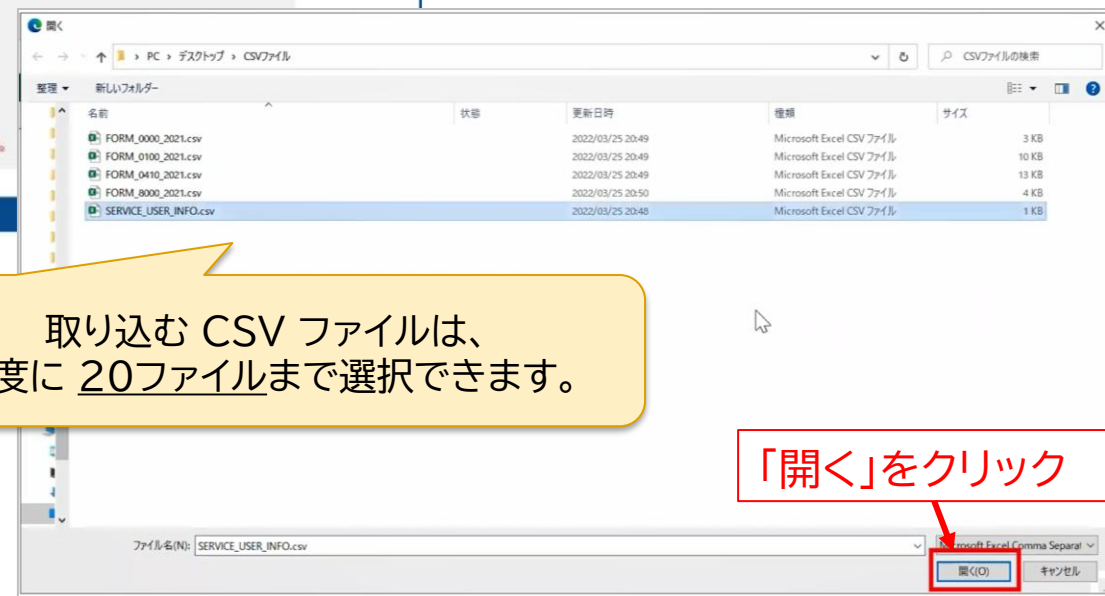 開く
PC › デスクトップ › CSVファイル
CSVファイルの検索
整理 新しいフォルダー
名前 状態 更新日時 種類 サイズ
FORM_0000_2021.csv 2022/03/25 20:49 Microsoft Excel CSV ファイル 3 KB
FORM_0100_2021.csv 2022/03/25 20:49 Microsoft Excel CSV ファイル 10 KB
FORM_0410_2021.csv 2022/03/25 20:49 Microsoft Excel CSV ファイル 13 KB
FORM_8000_2021.csv 2022/03/25 20:50 Microsoft Excel CSV ファイル 4 KB
SERVICE_USER_INFO.csv 2022/03/25 20:48 Microsoft Excel CSV ファイル 1 KB
取り込む CSV ファイルは、
度に 20ファイルまで選択できます。
「開く」をクリック
ファイル名(N): SERVICE_USER_INFO.csv Microsoft Excel Comma Separat
開く(O) キャンセル